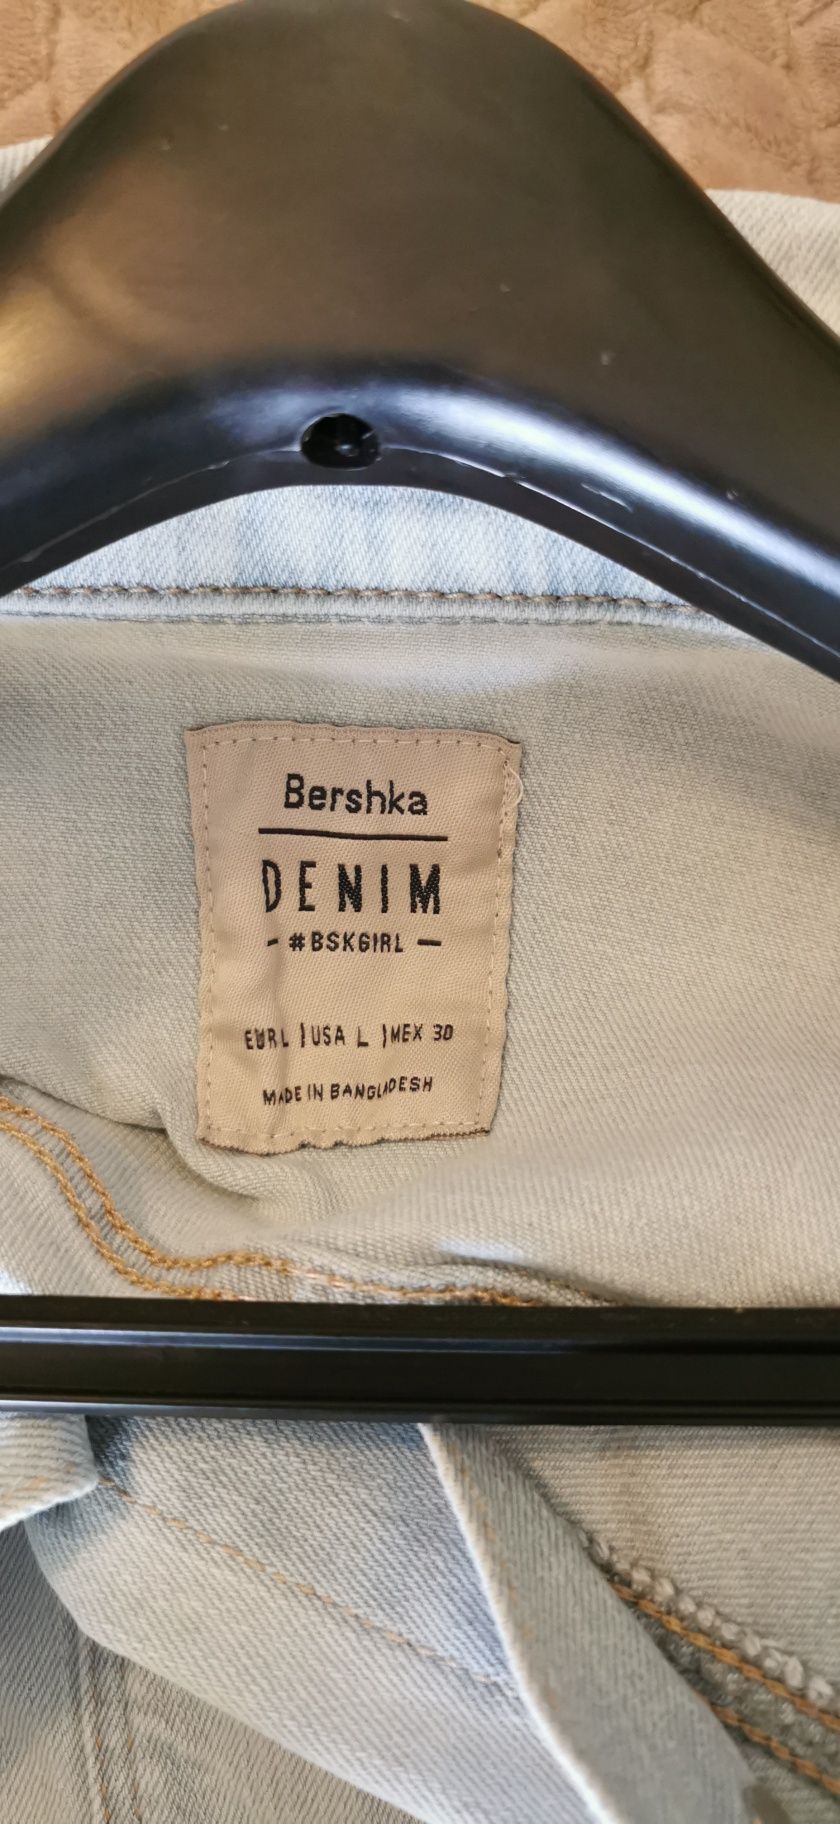 Bershka
DENIM
- #BSKGIRL -
EUR L | USA L | MEX 30
MADE IN BANGLADESH